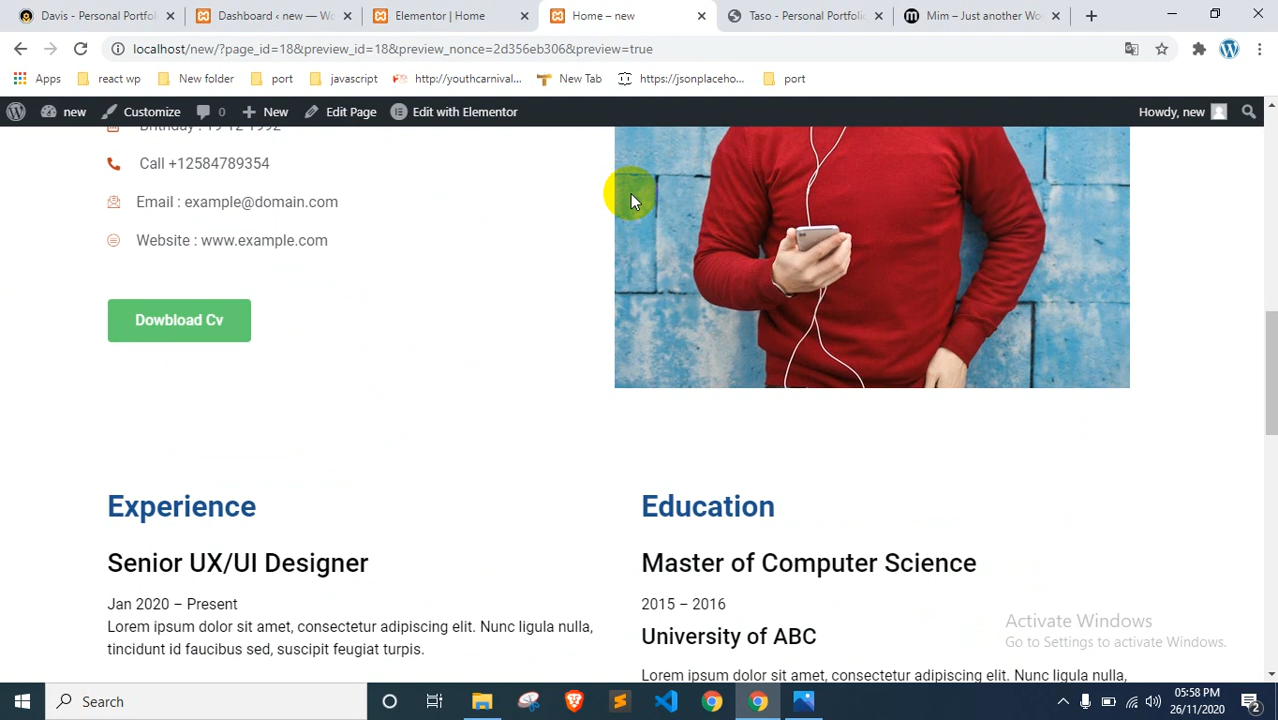 Davis - Personal Portfo
Dashboard ‹ new — Wo
Elementor | Home
Home – new
Taso - Personal Portfolio
Mim – Just another Wo
localhost/new/?page_id=18&preview_id=18&preview_nonce=2d356eb306&preview=true
Apps
react wp
New folder
port
javascript
http://youthcarnival...
New Tab
https://jsonplaceho...
port
new
Customize
0
New
Edit Page
Edit with Elementor
Howdy, new
Brithday : 19 12 1992
Call +12584789354
Email : example@domain.com
Website : www.example.com
Dowbload Cv
Experience
Senior UX/UI Designer
Jan 2020 – Present
Lorem ipsum dolor sit amet, consectetur adipiscing elit. Nunc ligula nulla,
tincidunt id faucibus sed, suscipit feugiat turpis.
Education
Master of Computer Science
2015 – 2016
University of ABC
Lorem ipsum dolor sit amet, consectetur adipiscing elit. Nunc ligula nulla,
Activate Windows
Go to Settings to activate Windows.
Search
05:58 PM
26/11/2020
2